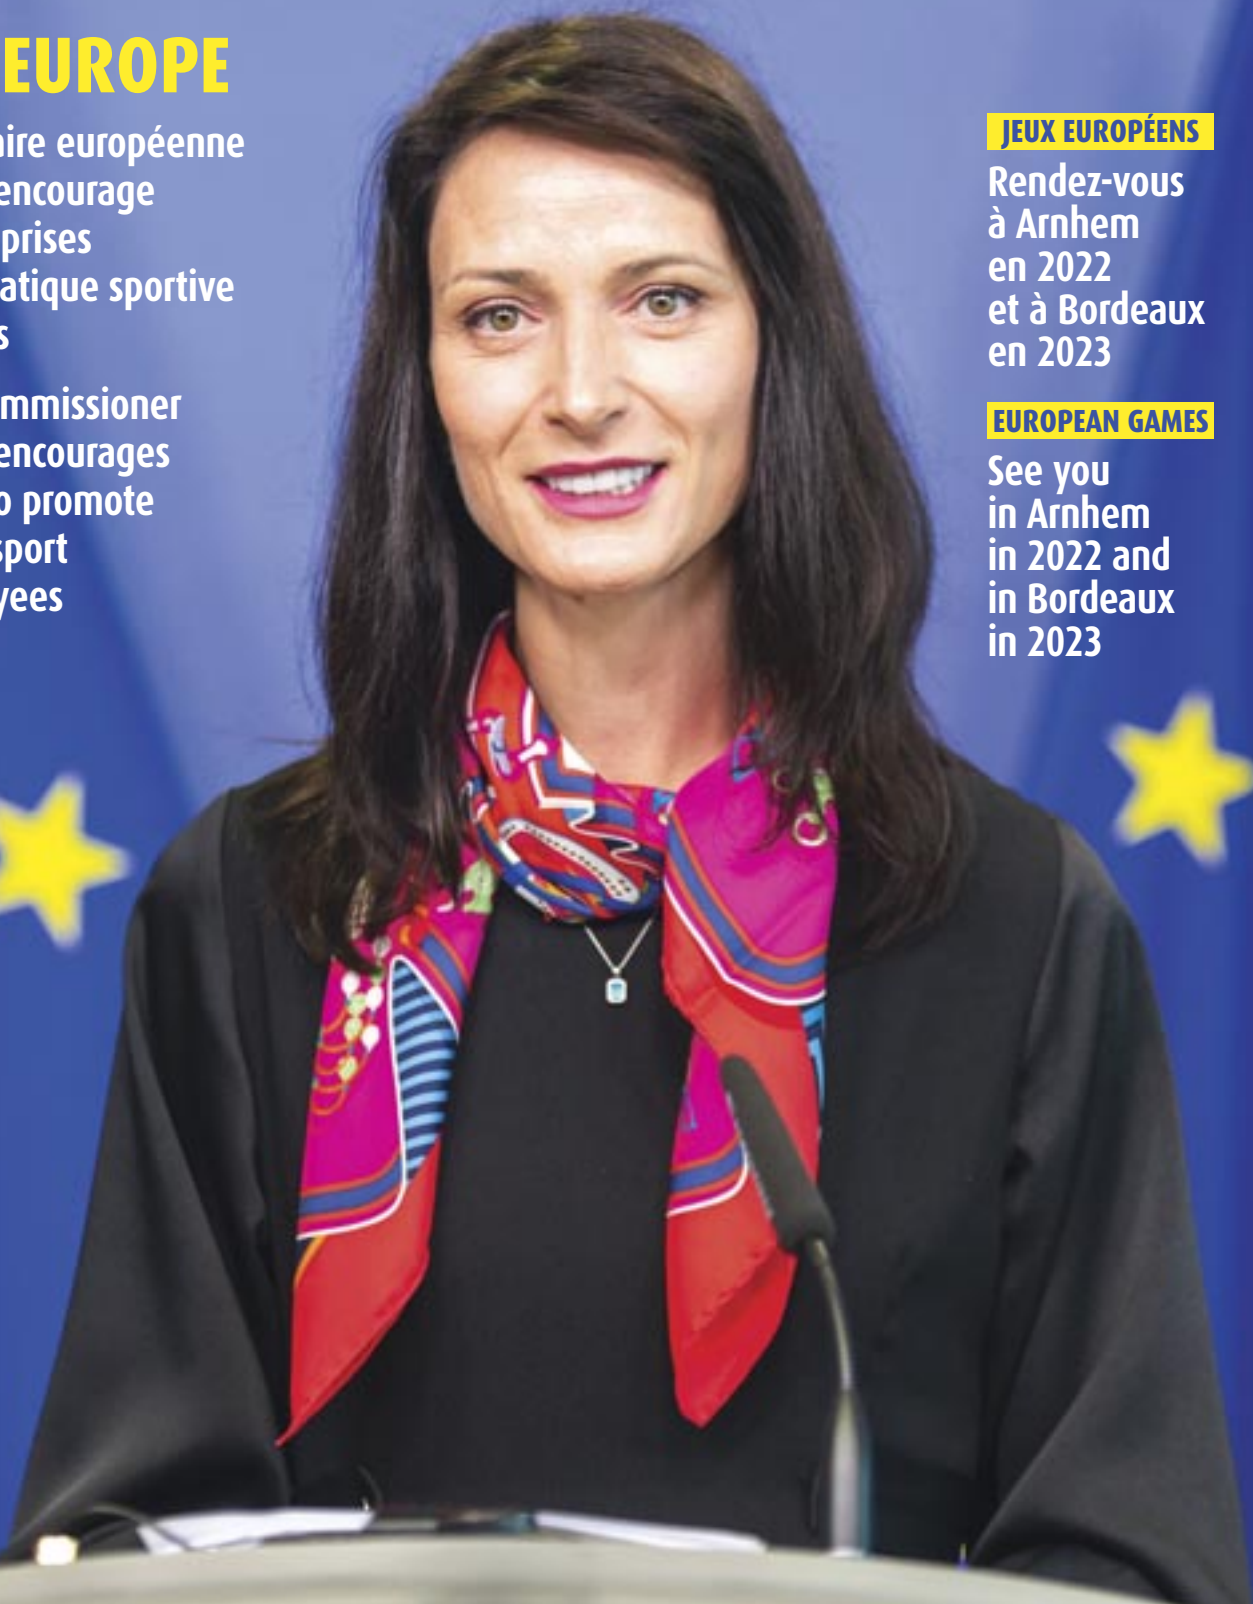 EUROPE
aire européenne
encourage
prises
atique sportive
s
mmissioner
encourages
o promote
sport
yees
JEUX EUROPÉENS
Rendez-vous
à Arnhem
en 2022
et à Bordeaux
en 2023
EUROPEAN GAMES
See you
in Arnhem
in 2022 and
in Bordeaux
in 2023